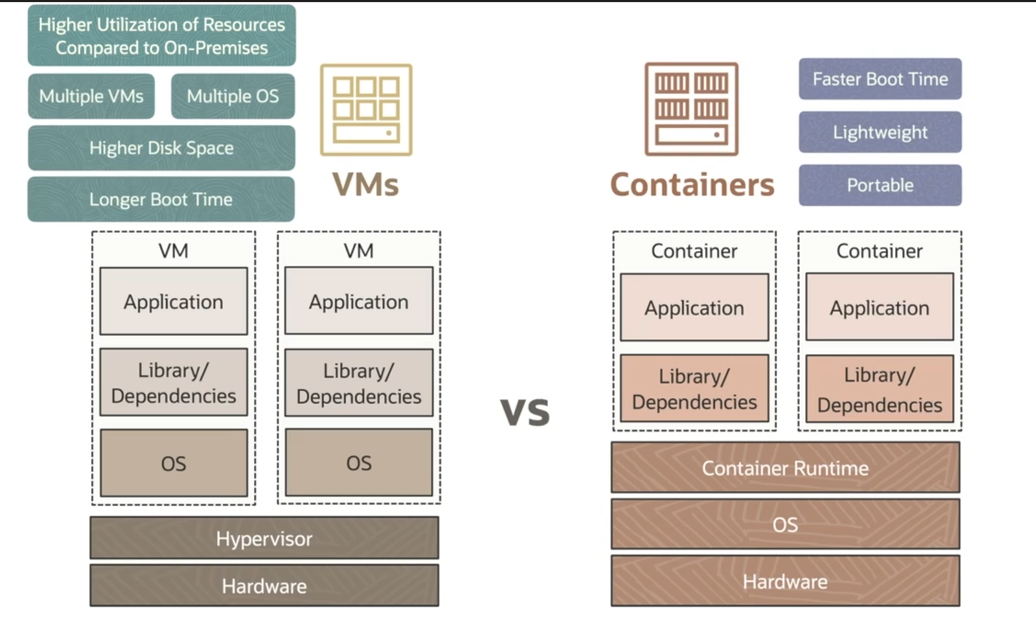 Higher Utilization of Resources
Compared to On-Premises
Multiple VMs
Multiple OS
Higher Disk Space
Longer Boot Time
VMs
VM
Application
Library/
Dependencies
OS
VM
Application
Library/
Dependencies
OS
Hypervisor
Hardware
vs
Containers
Faster Boot Time
Lightweight
Portable
Container
Application
Library/
Dependencies
Container
Application
Library/
Dependencies
Container Runtime
OS
Hardware